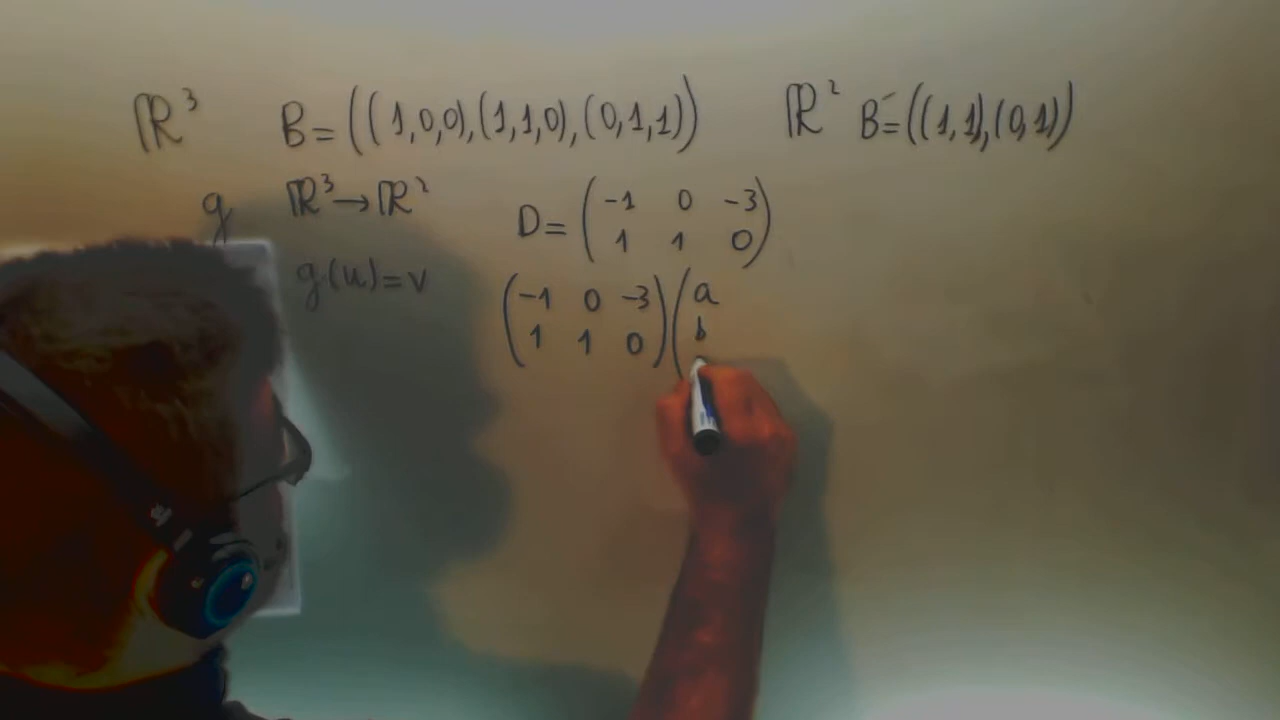 ℝ³ B = ((1,0,0),(1,1,0),(0,1,1)) ℝ² B' = ((1,1),(0,1))
g ℝ³ → ℝ² D = ( -1 0 -3
1 1 0 )
g(u) = v ( -1 0 -3 ) ( a
1 1 0 b